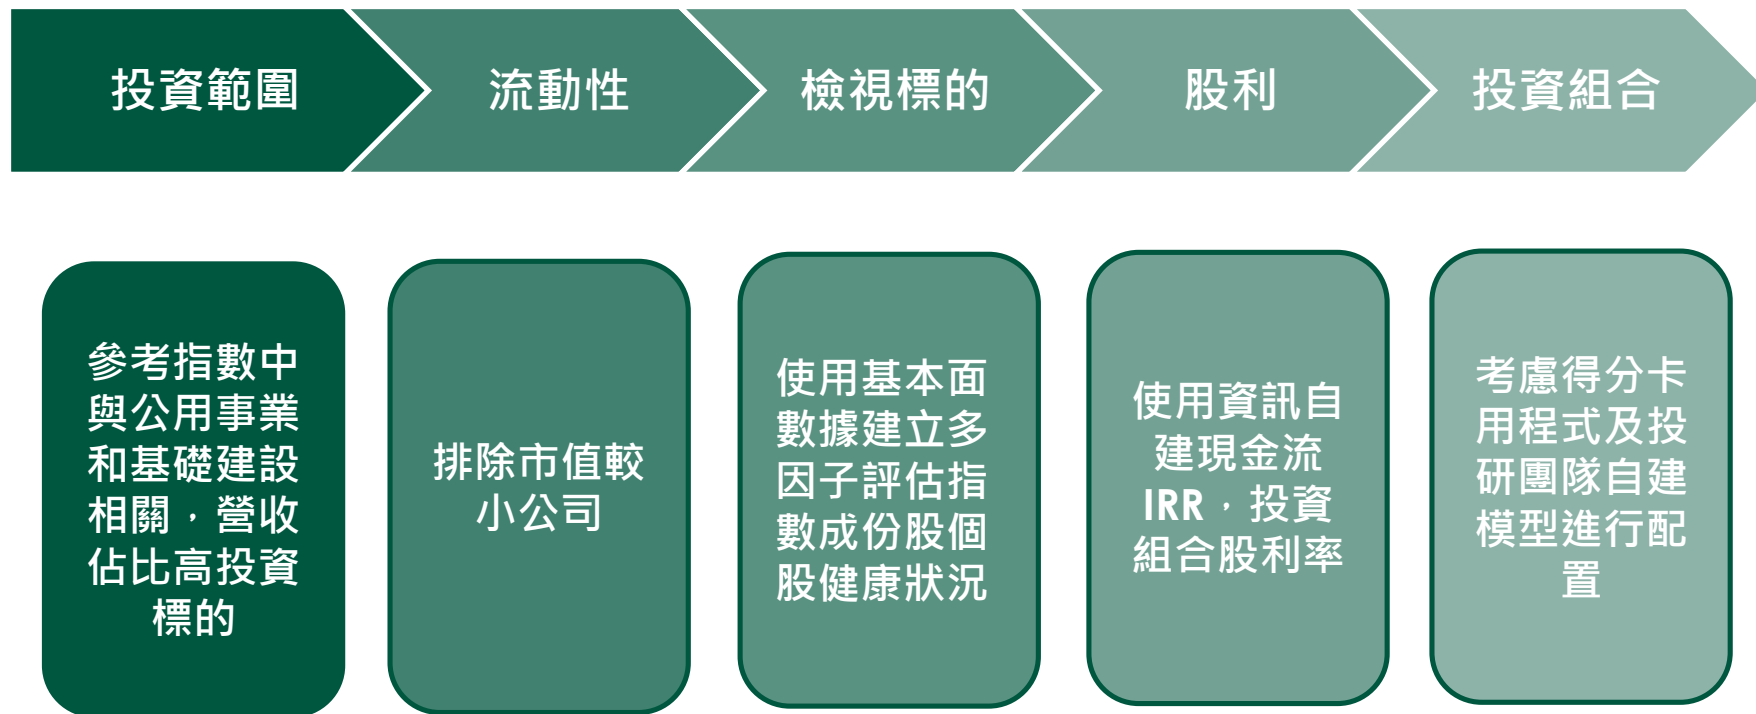 投資範圍
流動性
檢視標的
股利
投資組合
參考指數中
與公用事業
和基礎建設
相關，營收
佔比高投資
標的
排除市值較
小公司
使用基本面
數據建立多
因子評估指
數成份股個
股健康狀況
使用資訊自
建現金流
IRR，投資
組合股利率
考慮得分卡
用程式及投
研團隊自建
模型進行配
置